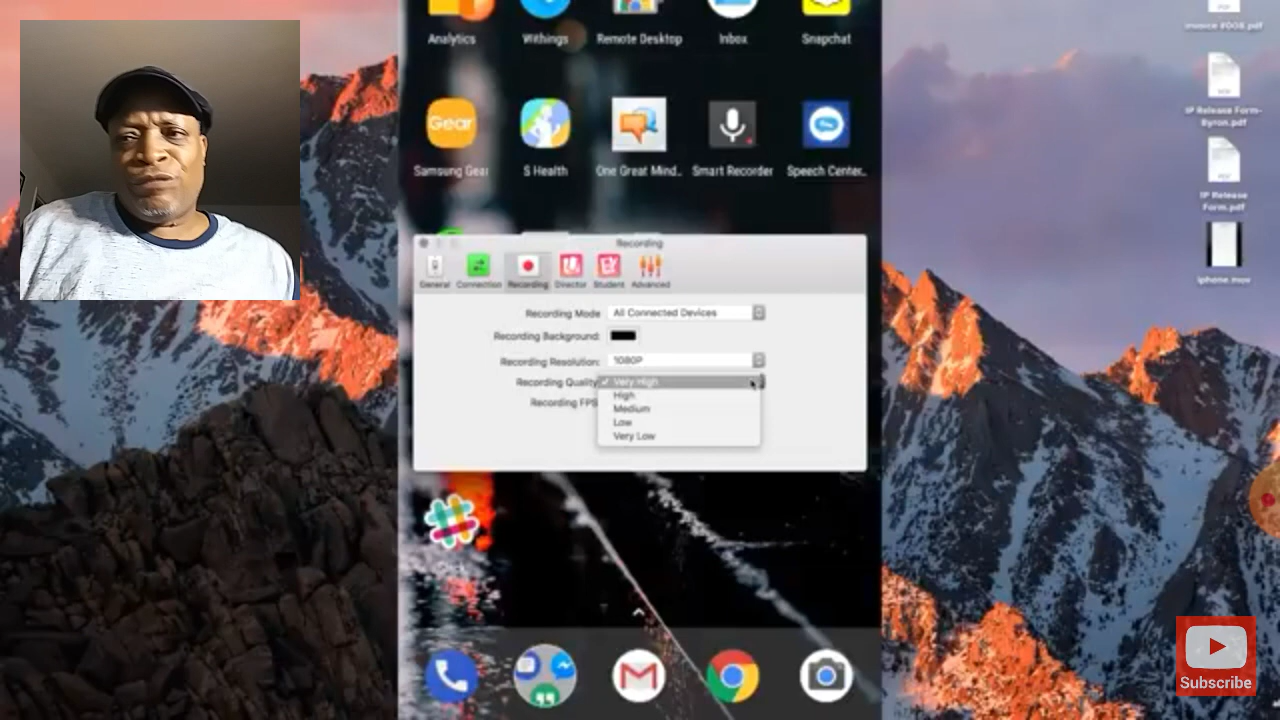 Analytics
Withings
Remote Desktop
Inbox
Snapchat
Invoice #008.pdf
IP Release Form-
Byron.pdf
Gear
Samsung Gear
S Health
One Great Mind..
Smart Recorder
Speech Center..
IP Release
Form.pdf
iphone.mov
Recording
General
Connection
Recording
Director
Student
Advanced
Recording Mode
All Connected Devices
Recording Background:
Recording Resolution:
1080P
Recording Quality
✓ Very High
High
Recording FPS
Medium
Low
Very Low
Subscribe